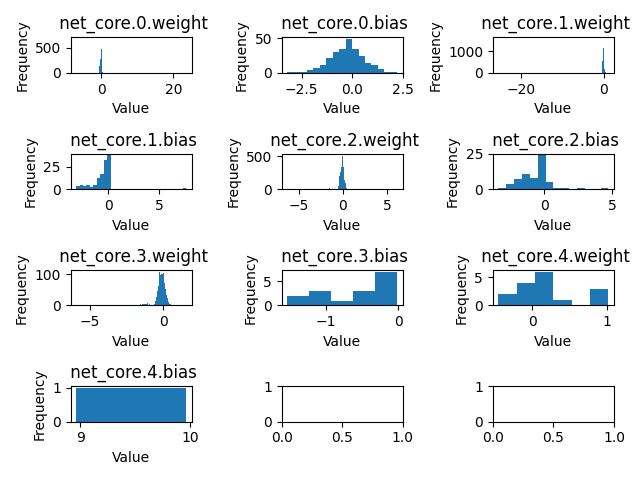 net_core.0.weight
Frequency
500
0
0
20
Value
net_core.0.bias
Frequency
50
0
−2.5
0.0
2.5
Value
net_core.1.weight
Frequency
1000
0
−20
0
Value
net_core.1.bias
Frequency
25
0
0
5
Value
net_core.2.weight
Frequency
500
0
−5
0
5
Value
net_core.2.bias
Frequency
25
0
0
5
Value
net_core.3.weight
Frequency
100
0
−5
0
Value
net_core.3.bias
Frequency
5
0
−1
0
Value
net_core.4.weight
Frequency
5
0
0
1
Value
net_core.4.bias
Frequency
1
0
9
10
Value
1
0
0.0
0.5
1.0
1
0
0.0
0.5
1.0